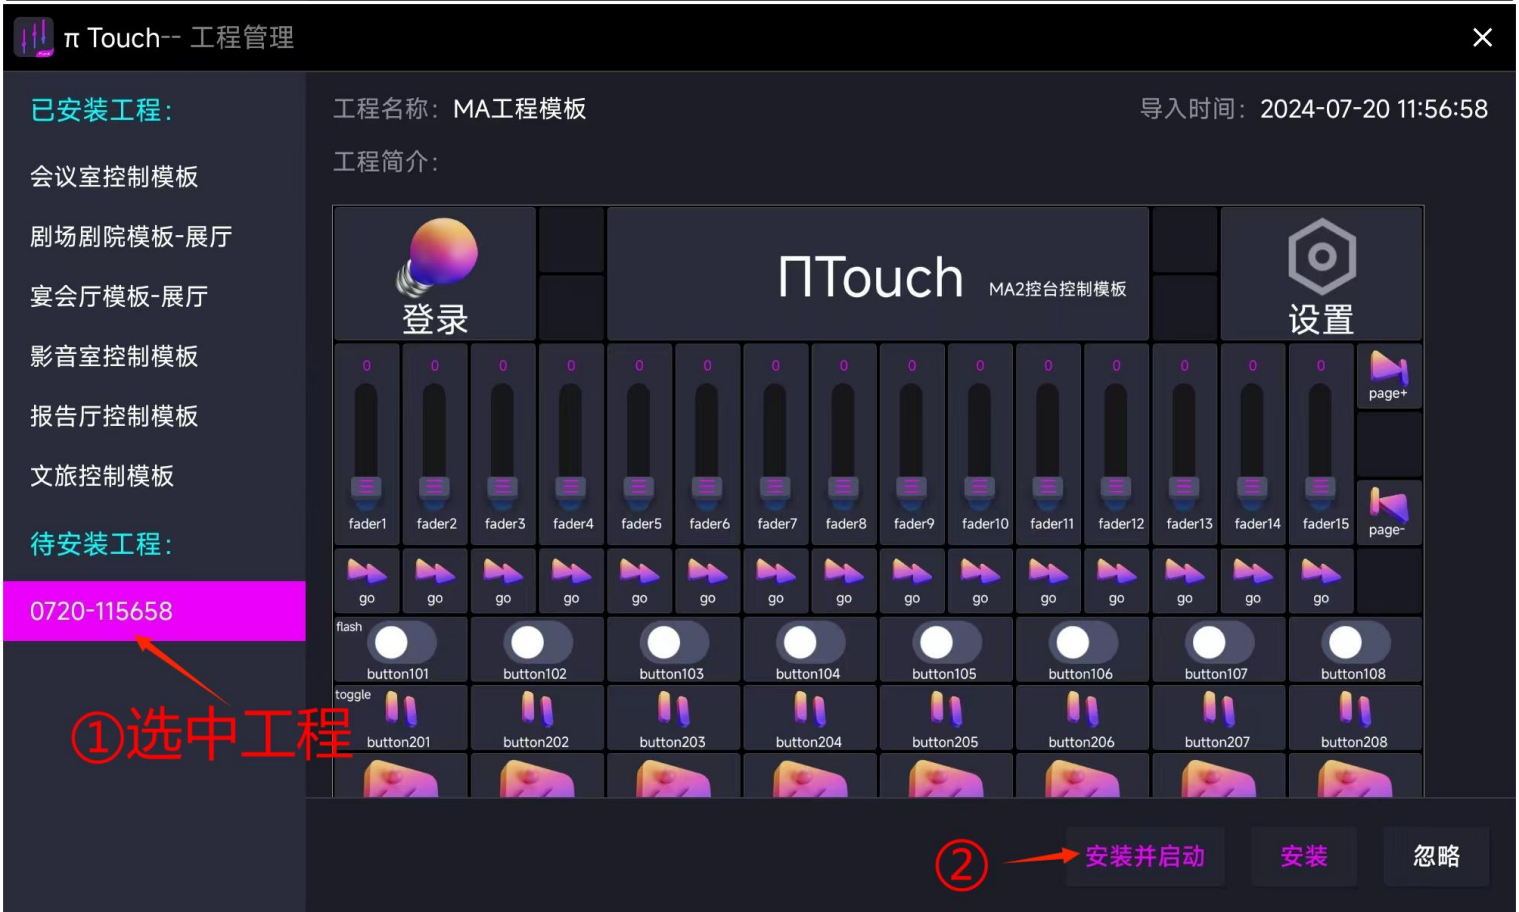 π Touch-- 工程管理
已安装工程：
会议室控制模板
剧场剧院模板-展厅
宴会厅模板-展厅
影音室控制模板
报告厅控制模板
文旅控制模板
待安装工程：
0720-115658
①选中工程
工程名称： MA工程模板
导入时间： 2024-07-20 11:56:58
工程简介：
登录
ΠTouch MA2控台控制模板
设置
0 0 0 0 0 0 0 0 0 0 0 0 0 0 0
page+
fader1 fader2 fader3 fader4 fader5 fader6 fader7 fader8 fader9 fader10 fader11 fader12 fader13 fader14 fader15
page-
go go go go go go go go go go go go go go go
flash
button101 button102 button103 button104 button105 button106 button107 button108
toggle
button201 button202 button203 button204 button205 button206 button207 button208
② 安装并启动 安装 忽略